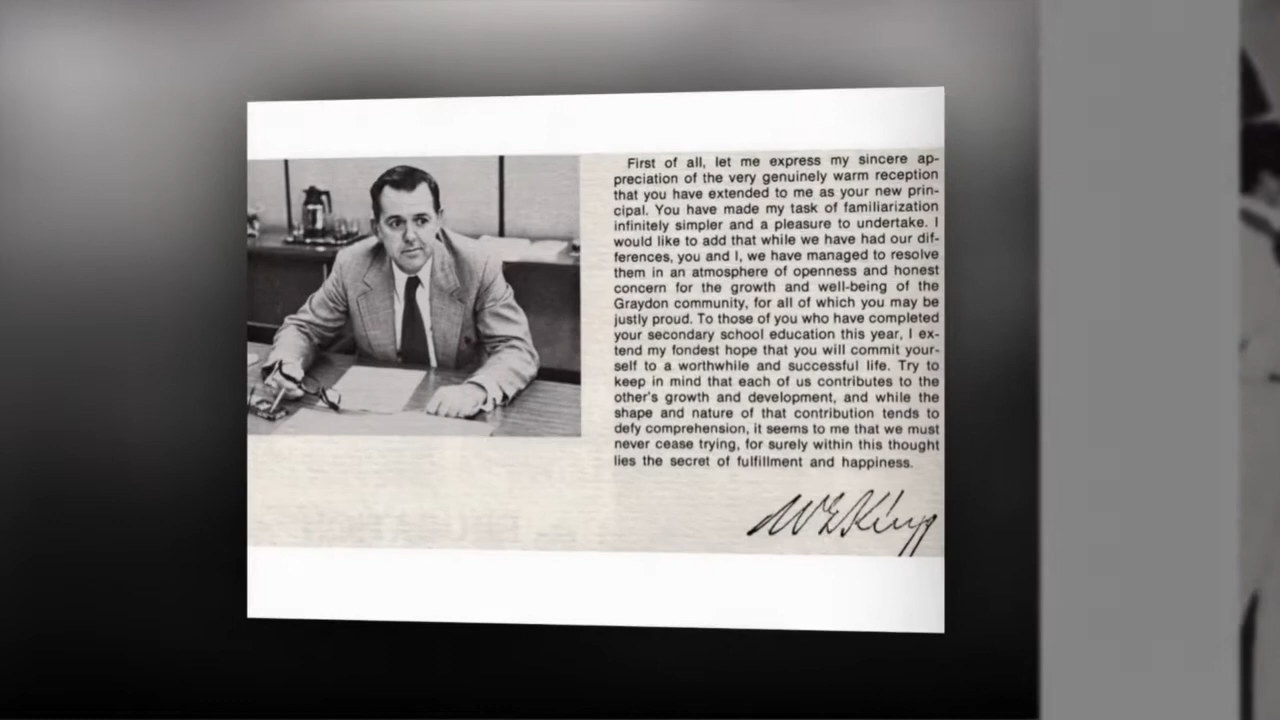 First of all, let me express my sincere ap-
preciation of the very genuinely warm reception
that you have extended to me as your new prin-
cipal. You have made my task of familiarization
infinitely simpler and a pleasure to undertake. I
would like to add that while we have had our dif-
ferences, you and I, we have managed to resolve
them in an atmosphere of openness and honest
concern for the growth and well-being of the
Graydon community, for all of which you may be
justly proud. To those of you who have completed
your secondary school education this year, I ex-
tend my fondest hope that you will commit your-
self to a worthwhile and successful life. Try to
keep in mind that each of us contributes to the
other's growth and development, and while the
shape and nature of that contribution tends to
defy comprehension, it seems to me that we must
never cease trying, for surely within this thought
lies the secret of fulfillment and happiness.